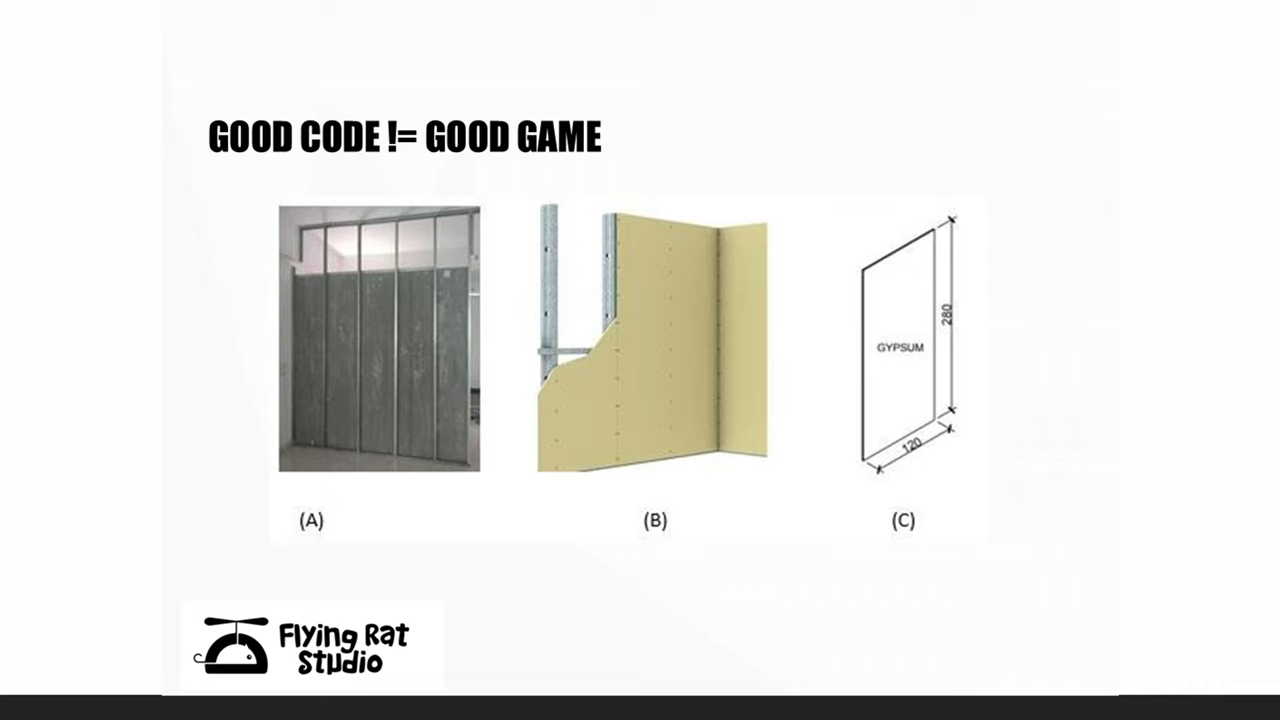 GOOD CODE != GOOD GAME
GYPSUM
280
120
(A)
(B)
(C)
Flying Rat
Studio